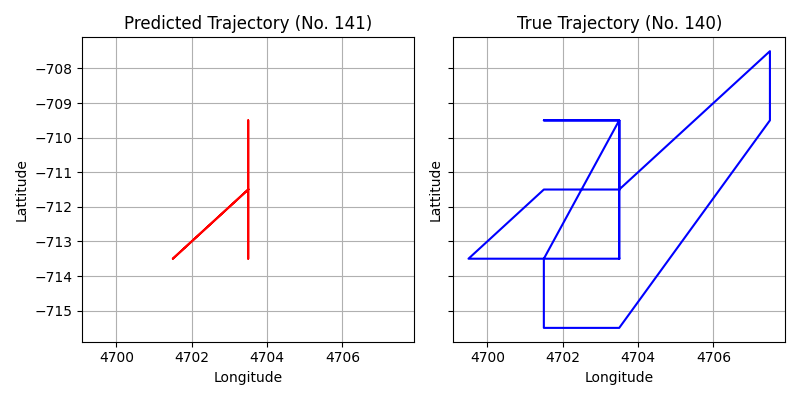 Predicted Trajectory (No. 141)
True Trajectory (No. 140)
−708
−709
−710
−711
−712
−713
−714
−715
Lattitude
Lattitude
4700
4702
4704
4706
4700
4702
4704
4706
Longitude
Longitude